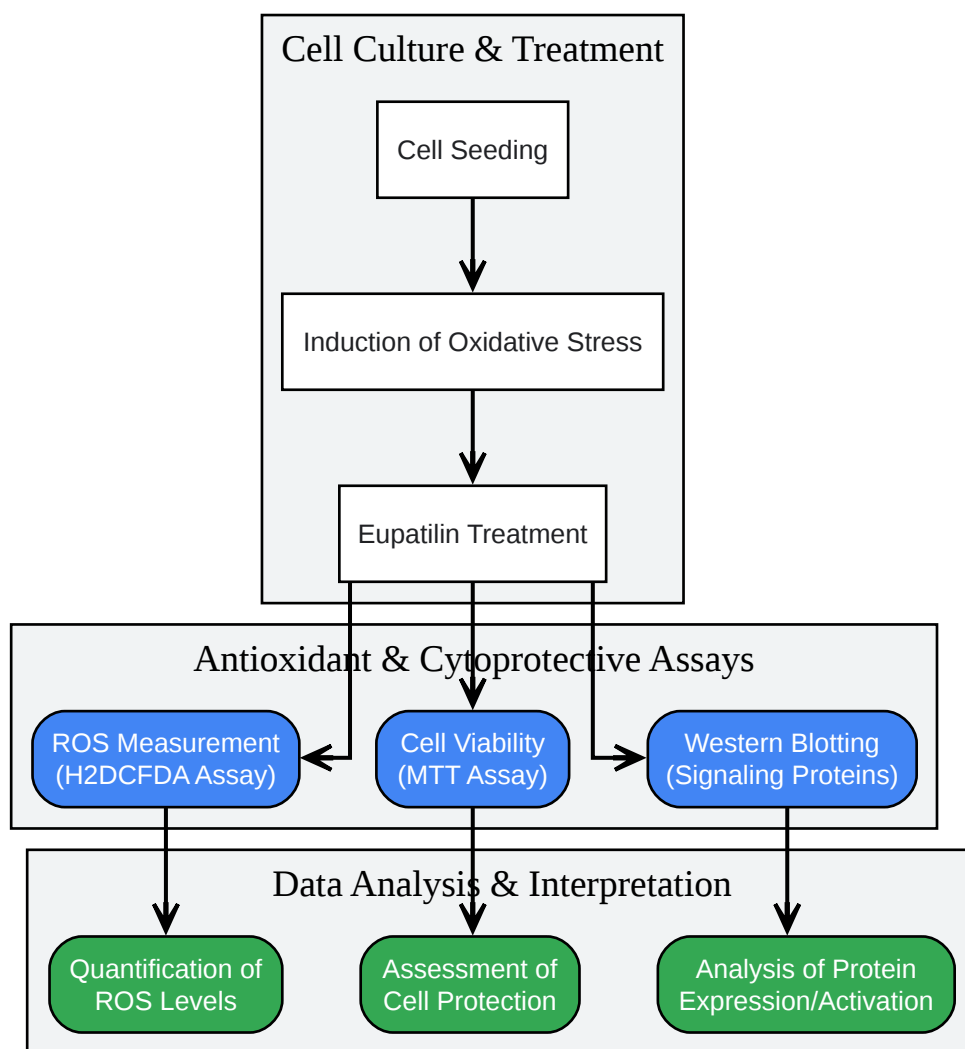 Cell Culture & Treatment
Cell Seeding
Induction of Oxidative Stress
Eupatilin Treatment
Antioxidant & Cytoprotective Assays
ROS Measurement
(H2DCFDA Assay)
Cell Viability
(MTT Assay)
Western Blotting
(Signaling Proteins)
Data Analysis & Interpretation
Quantification of
ROS Levels
Assessment of
Cell Protection
Analysis of Protein
Expression/Activation